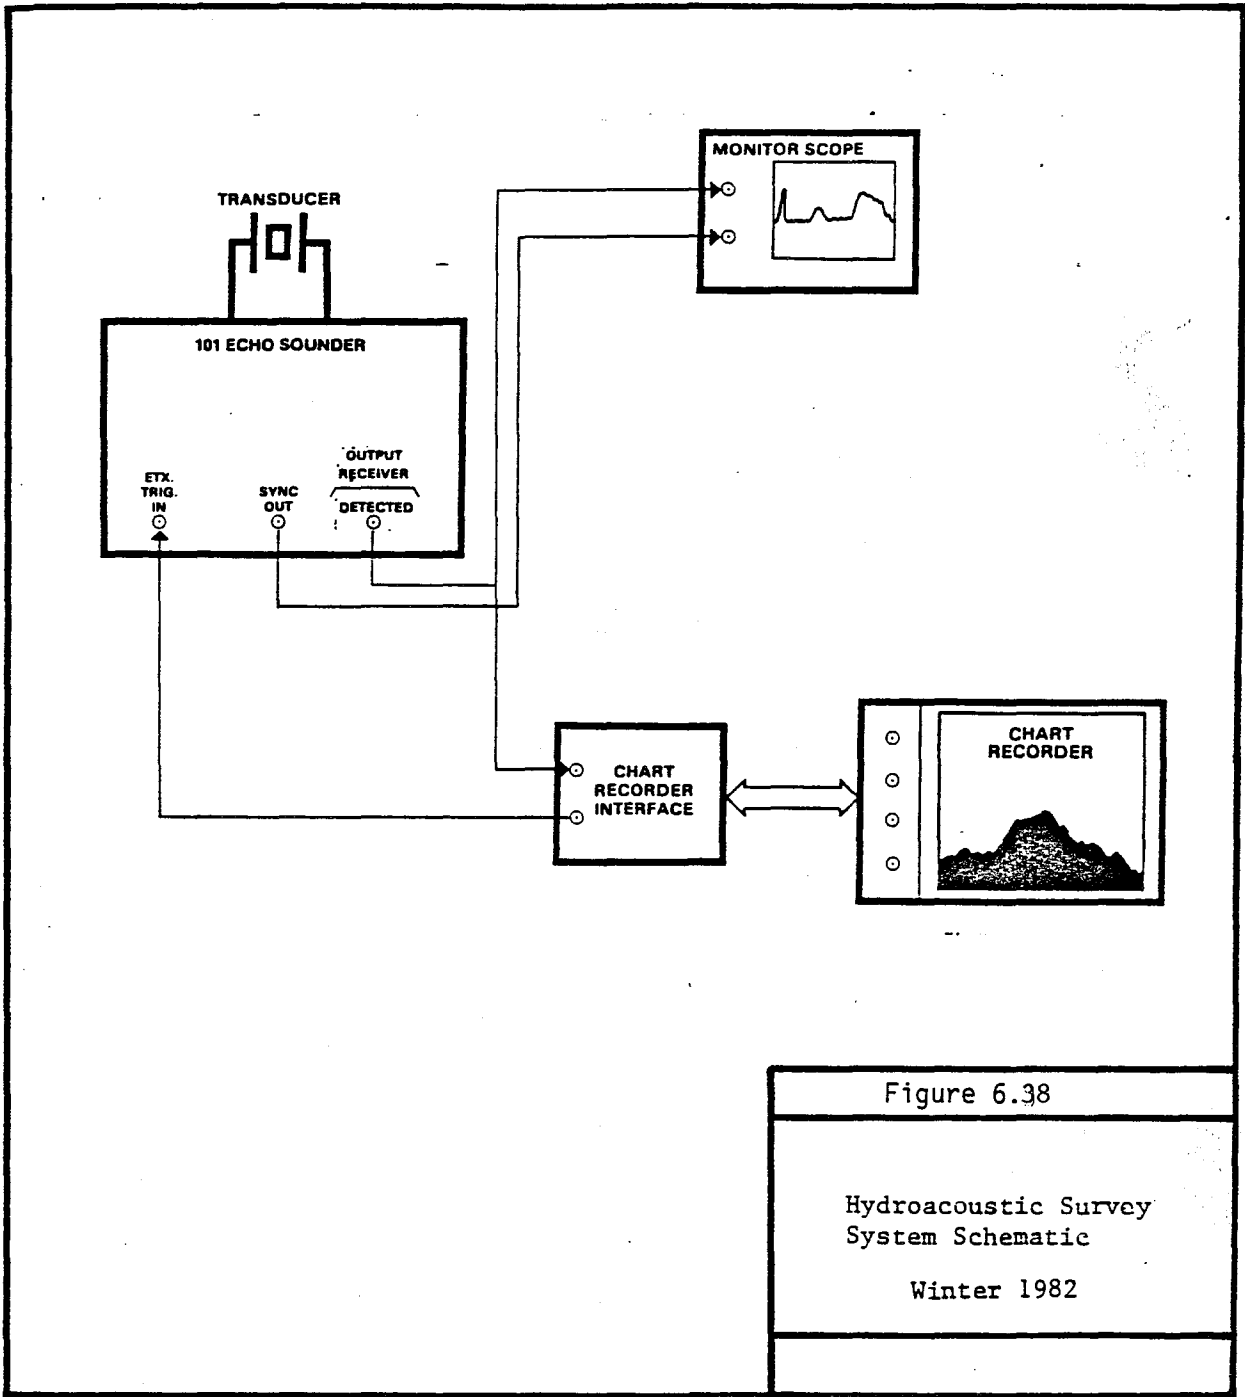 MONITOR SCOPE
TRANSDUCER
101 ECHO SOUNDER
ETX.
TRIG.
IN
SYNC
OUT
OUTPUT
RECEIVER
DETECTED
CHART
RECORDER
INTERFACE
CHART
RECORDER
Figure 6.38
Hydroacoustic Survey
System Schematic
Winter 1982